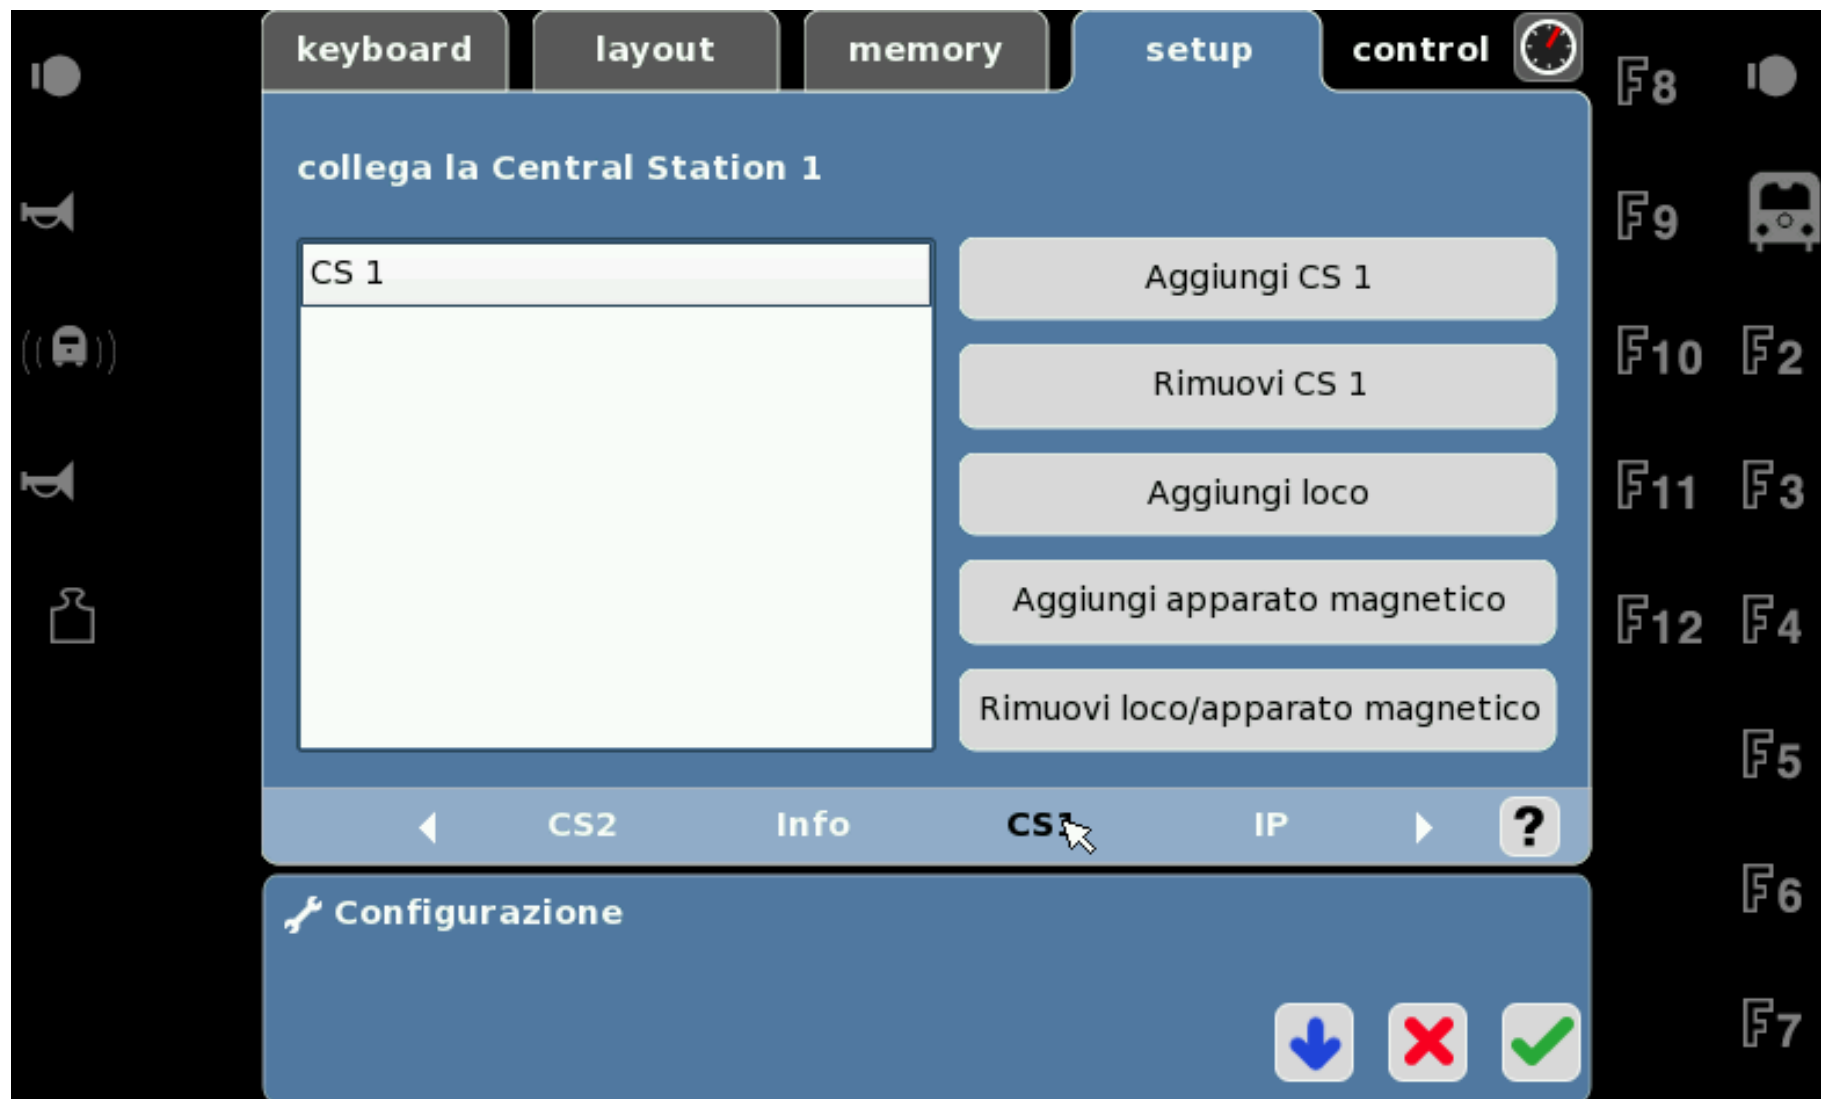 keyboard layout memory setup control
collega la Central Station 1
CS 1
Aggiungi CS 1
Rimuovi CS 1
Aggiungi loco
Aggiungi apparato magnetico
Rimuovi loco/apparato magnetico
CS2 Info CS1 IP ?
Configurazione
F8
F9
F10 F2
F11 F3
F12 F4
F5
F6
F7